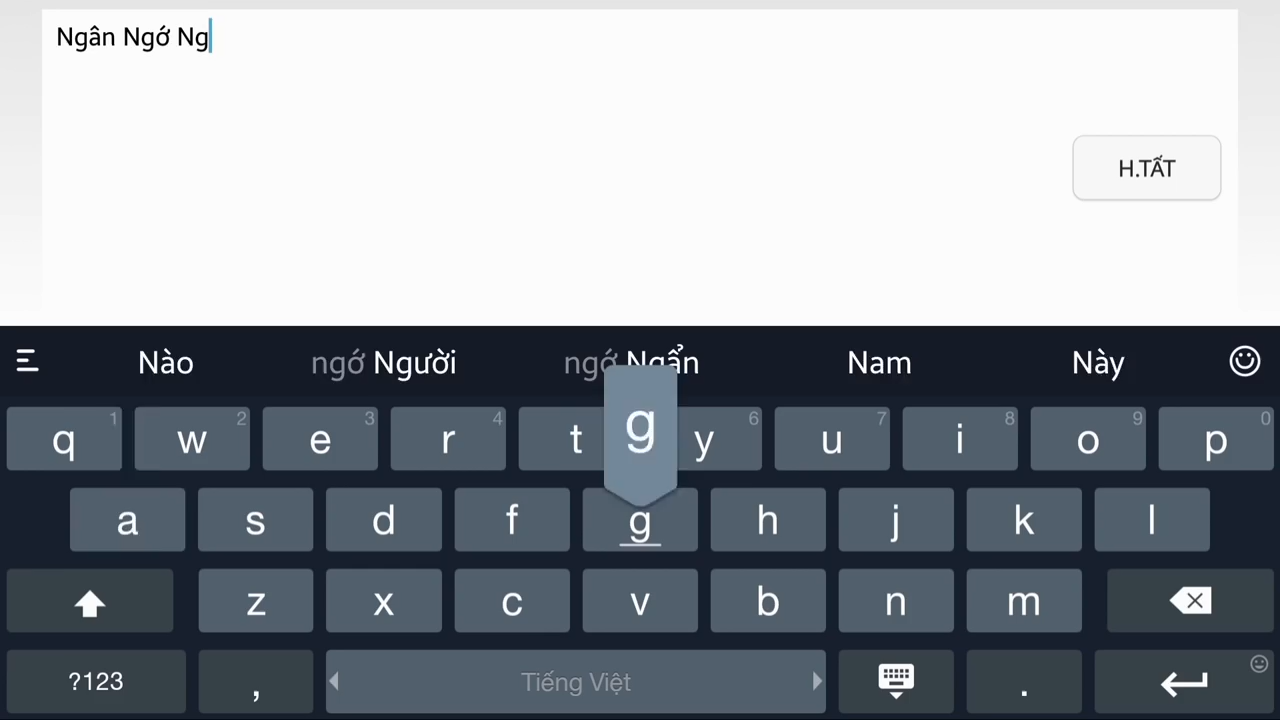 Ngân Ngớ Ng
H.TẤT
Nào ngớ Người ngớ Ngẩn Nam Này
q 1 w 2 e 3 r 4 t y 6 u 7 i 8 o 9 p 0
g
a s d f g h j k l
z x c v b n m
?123 , Tiếng Việt .